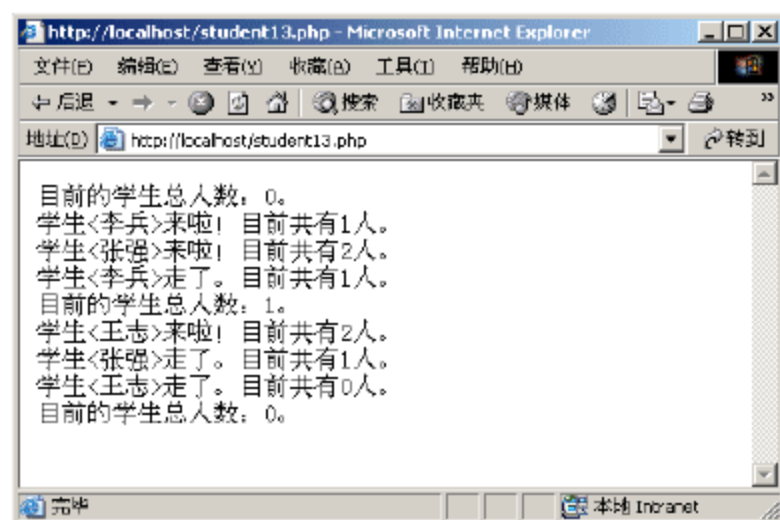 http://localhost/student13.php - Microsoft Internet Explorer
文件(F) 编辑(E) 查看(V) 收藏(A) 工具(T) 帮助(H)
后退 搜索 收藏夹 媒体 »
地址(D) http://localhost/student13.php 转到
目前的学生总人数：0。
学生<李兵>来啦！目前共有1人。
学生<张强>来啦！目前共有2人。
学生<李兵>走了。目前共有1人。
目前的学生总人数：1。
学生<王志>来啦！目前共有2人。
学生<张强>走了。目前共有1人。
学生<王志>走了。目前共有0人。
目前的学生总人数：0。
完毕 本地 Intranet